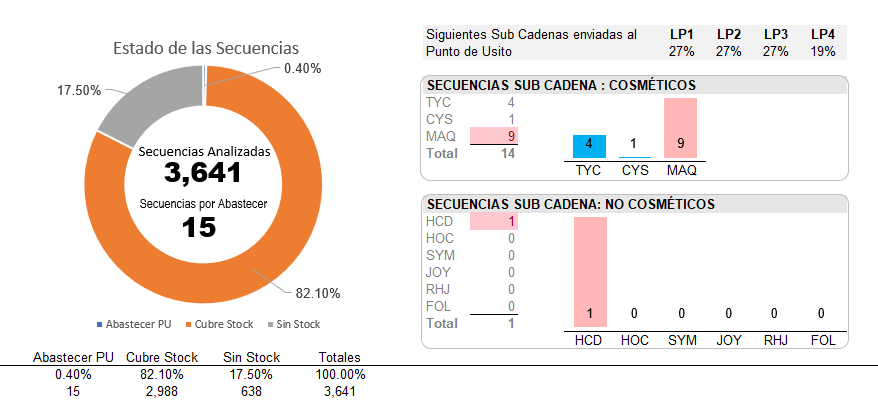 Estado de las Secuencias
0.40%
17.50%
Secuencias Analizadas
3,641
Secuencias por Abastecer
15
82.10%
Abastecer PU Cubre Stock Sin Stock
Abastecer PU Cubre Stock Sin Stock Totales
0.40% 82.10% 17.50% 100.00%
15 2,988 638 3,641
Siguientes Sub Cadenas enviadas al LP1 LP2 LP3 LP4
Punto de Usito 27% 27% 27% 19%
SECUENCIAS SUB CADENA : COSMÉTICOS
TYC 4
CYS 1
MAQ 9
Total 14
4 1 9
TYC CYS MAQ
SECUENCIAS SUB CADENA: NO COSMÉTICOS
HCD 1
HOC 0
SYM 0
JOY 0
RHJ 0
FOL 0
Total 1
1 0 0 0 0 0
HCD HOC SYM JOY RHJ FOL